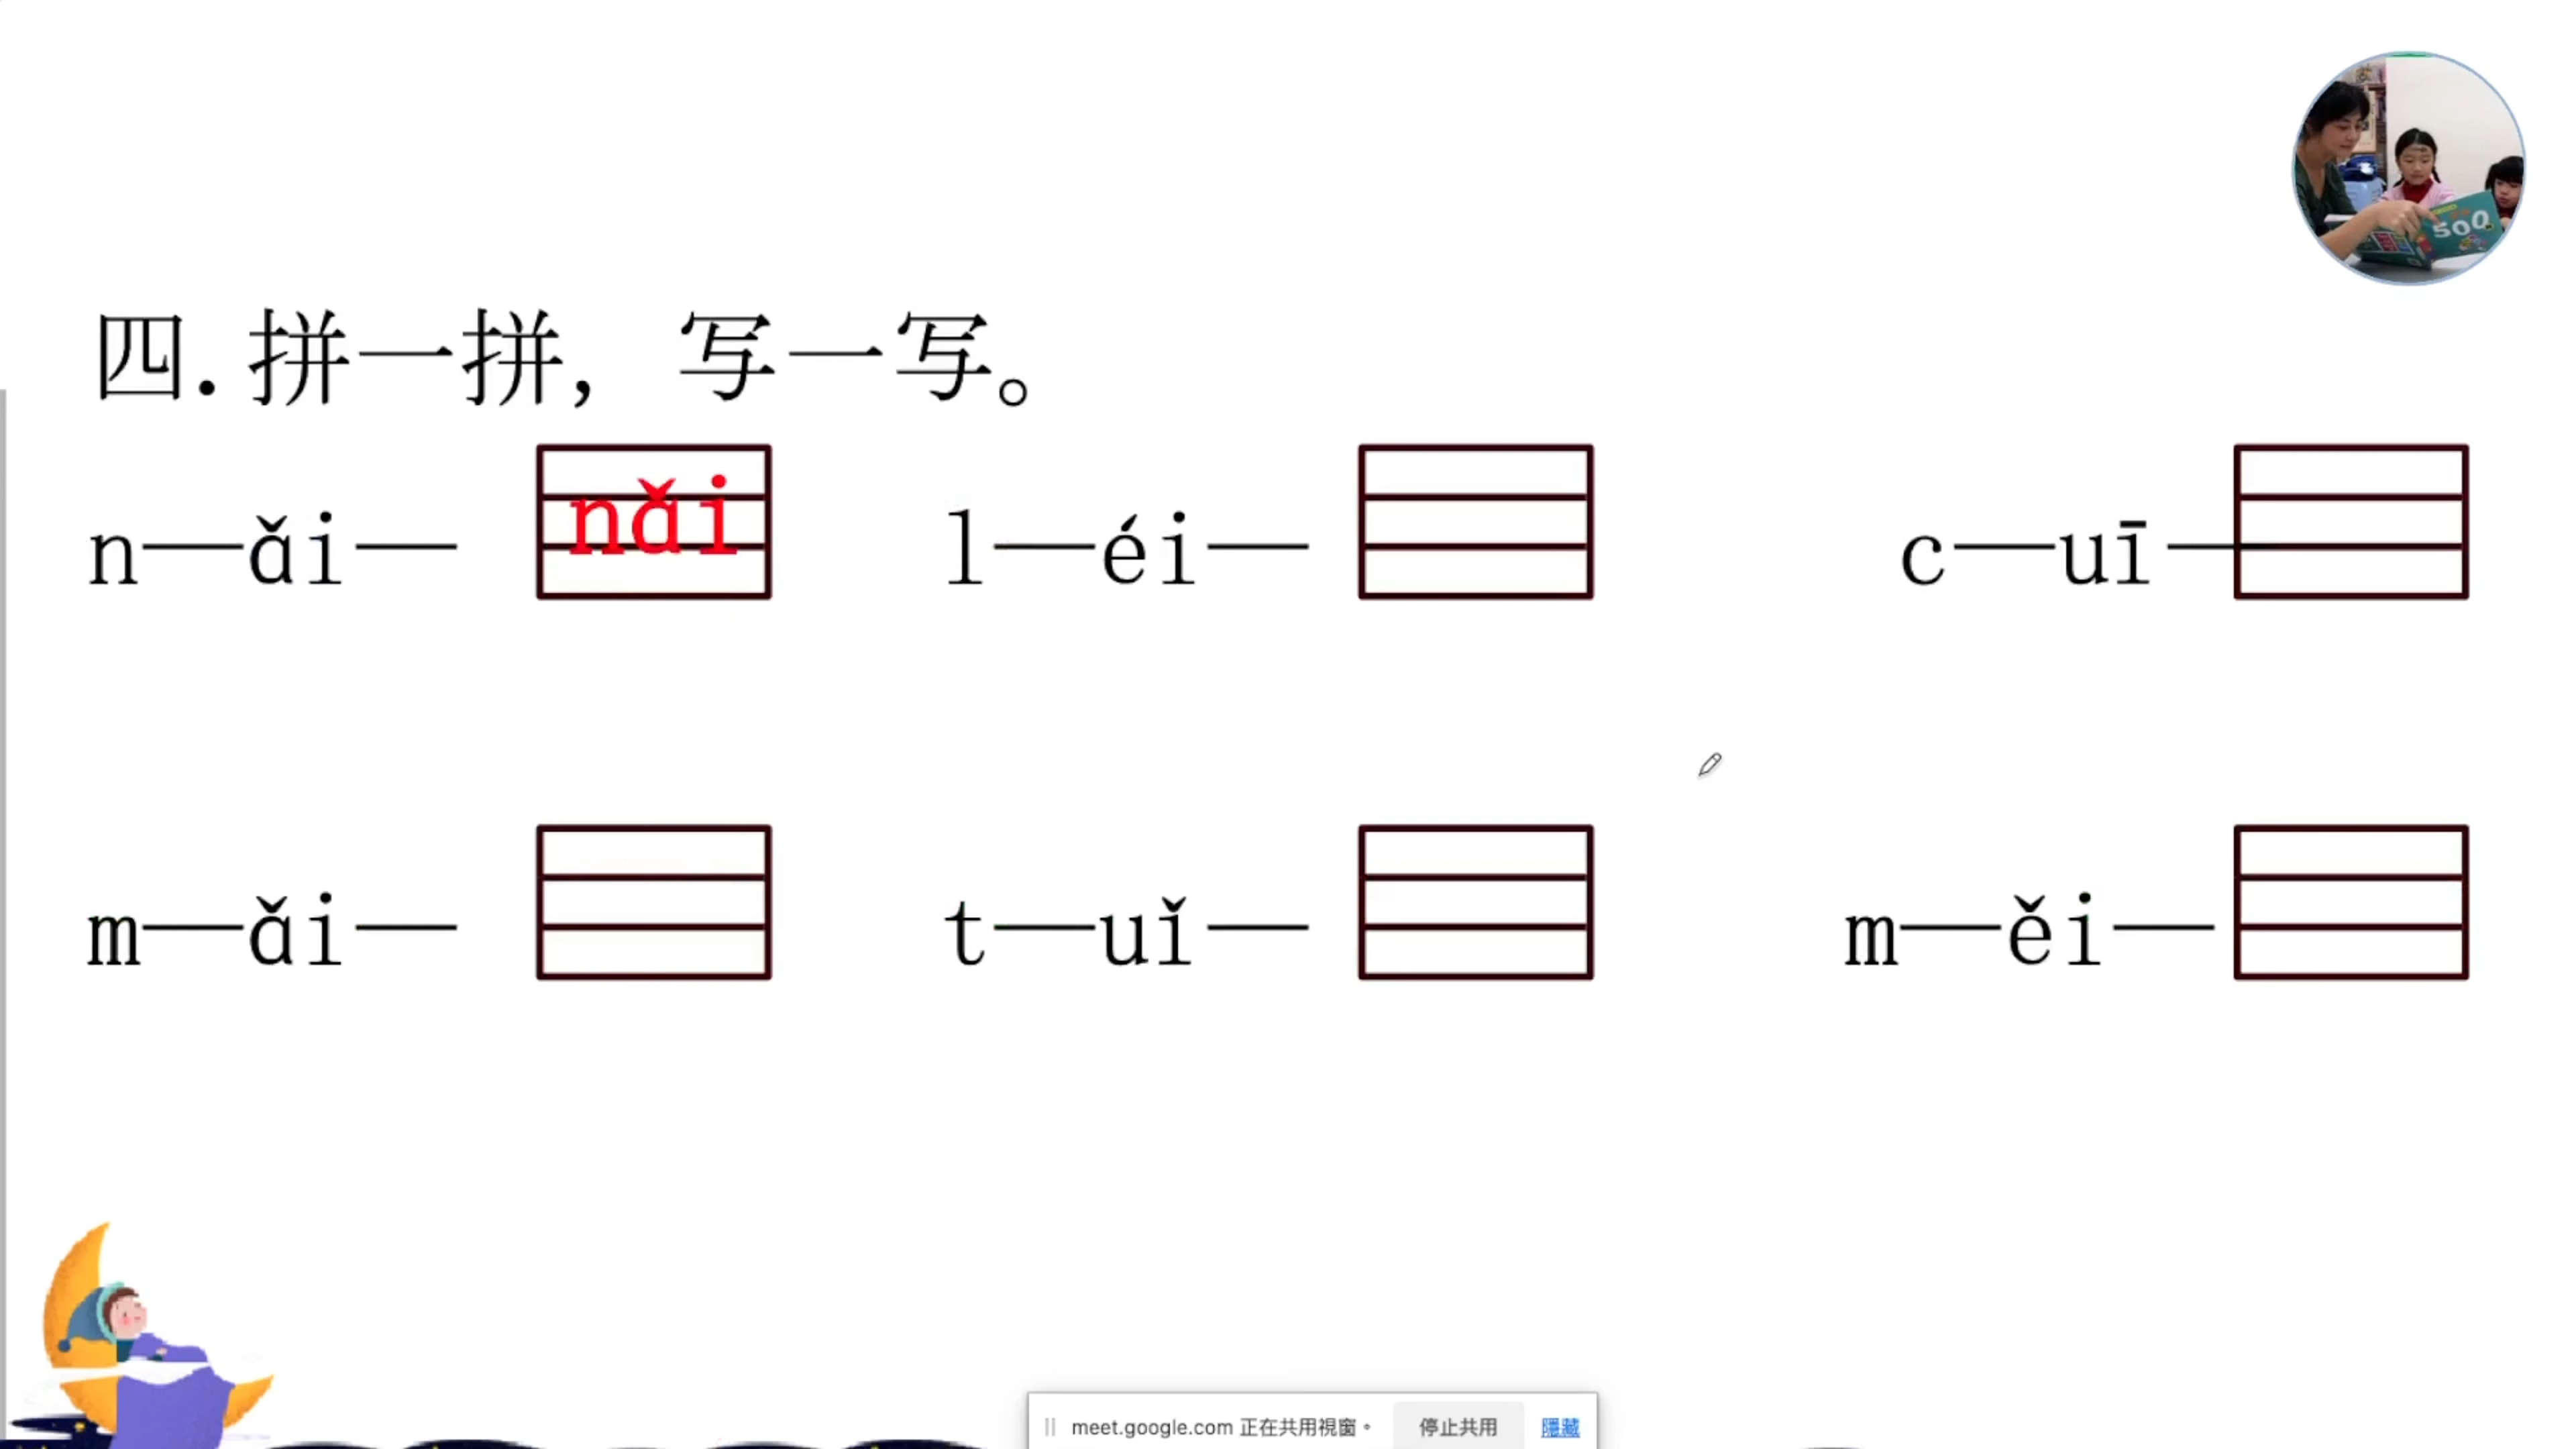 四.拼一拼，写一写。
n—ǎi— nǎi l—éi— c—uī—
m—ǎi— t—uǐ— m—ěi—
500
meet.google.com 正在共用視窗。 停止共用 隱藏